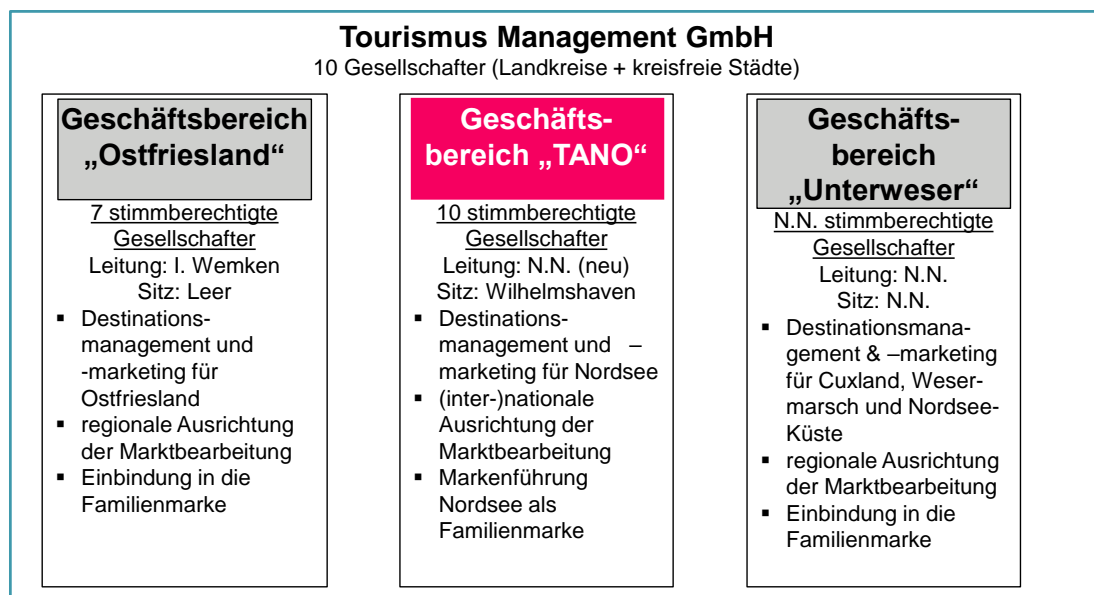 Tourismus Management GmbH
10 Gesellschafter (Landkreise + kreisfreie Städte)
Geschäftsbereich
„Ostfriesland“
7 stimmberechtigte
Gesellschafter
Leitung: I. Wemken
Sitz: Leer
▪ Destinations-
management und
-marketing für
Ostfriesland
▪ regionale Ausrichtung
der Marktbearbeitung
▪ Einbindung in die
Familienmarke
Geschäfts-
bereich „TANO“
10 stimmberechtigte
Gesellschafter
Leitung: N.N. (neu)
Sitz: Wilhelmshaven
▪ Destinations-
management und –
marketing für Nordsee
▪ (inter-)nationale
Ausrichtung der
Marktbearbeitung
▪ Markenführung
Nordsee als
Familienmarke
Geschäfts-
bereich
„Unterweser“
N.N. stimmberechtigte
Gesellschafter
Leitung: N.N.
Sitz: N.N.
▪ Destinationsmana-
gement & –marketing
für Cuxland, Weser-
marsch und Nordsee-
Küste
▪ regionale Ausrichtung
der Marktbearbeitung
▪ Einbindung in die
Familienmarke